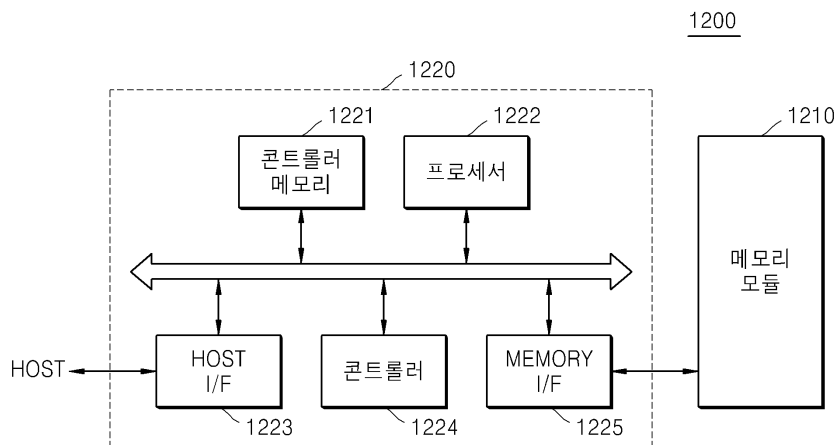 1200
1220
1221
1222
1210
콘트롤러
메모리
프로세서
메모리
모듈
HOST
HOST
I/F
콘트롤러
MEMORY
I/F
1223
1224
1225